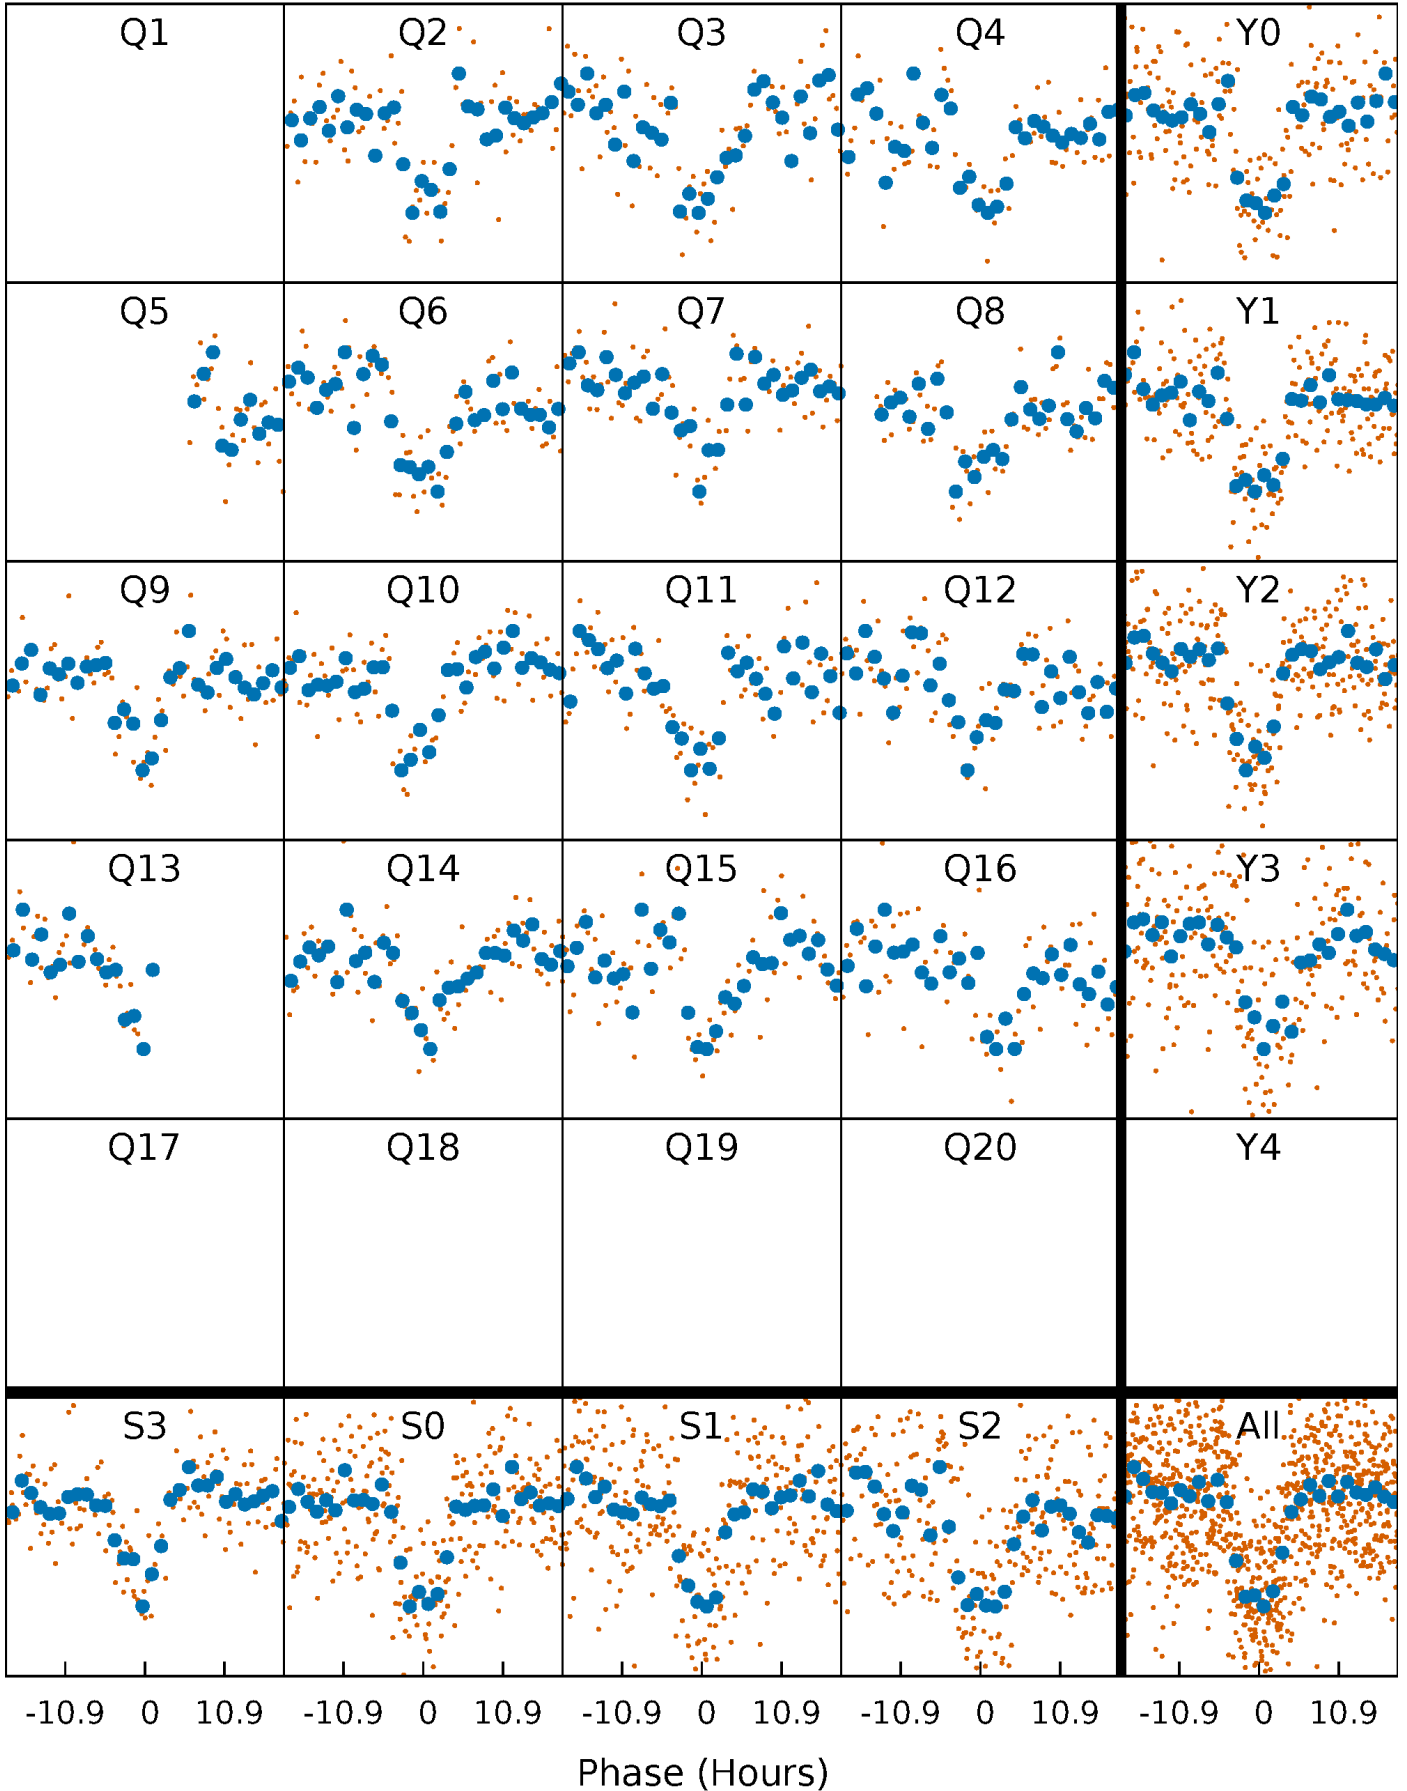 Q1 Q2 Q3 Q4 Y0
Q5 Q6 Q7 Q8 Y1
Q9 Q10 Q11 Q12 Y2
Q13 Q14 Q15 Q16 Y3
Q17 Q18 Q19 Q20 Y4
S3 S0 S1 S2 All
-10.9 0 10.9 -10.9 0 10.9 -10.9 0 10.9 -10.9 0 10.9 -10.9 0 10.9
Phase (Hours)